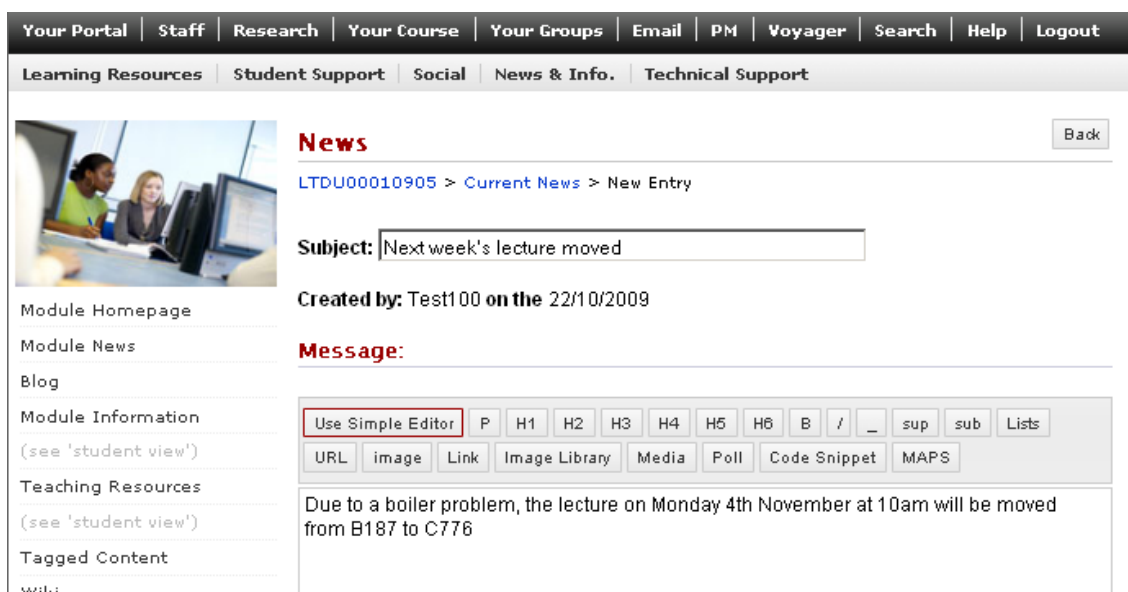 Your Portal | Staff | Research | Your Course | Your Groups | Email | PM | Voyager | Search | Help | Logout
Learning Resources | Student Support | Social | News & Info. | Technical Support
News
Back
LTDU00010905 > Current News > New Entry
Subject: Next week's lecture moved
Created by: Test100 on the 22/10/2009
Message:
Use Simple Editor P H1 H2 H3 H4 H5 H6 B / _ sup sub Lists
URL image Link Image Library Media Poll Code Snippet MAPS
Due to a boiler problem, the lecture on Monday 4th November at 10am will be moved
from B187 to C776
Module Homepage
Module News
Blog
Module Information
(see 'student view')
Teaching Resources
(see 'student view')
Tagged Content
Wiki